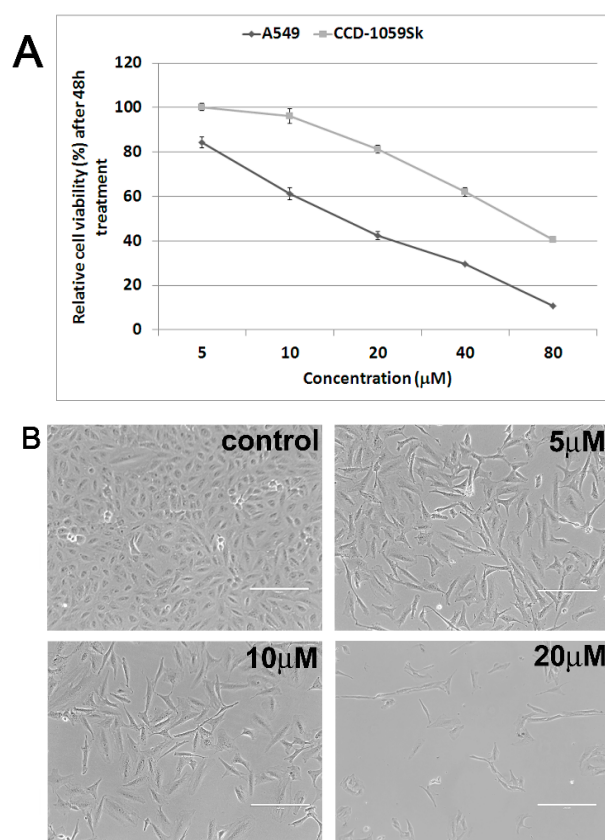 A
A549 CCD-1059Sk
Relative cell viability (%) after 48h
treatment
120
100
80
60
40
20
0
5 10 20 40 80
Concentration (μM)
B
control
5μM
10μM
20μM